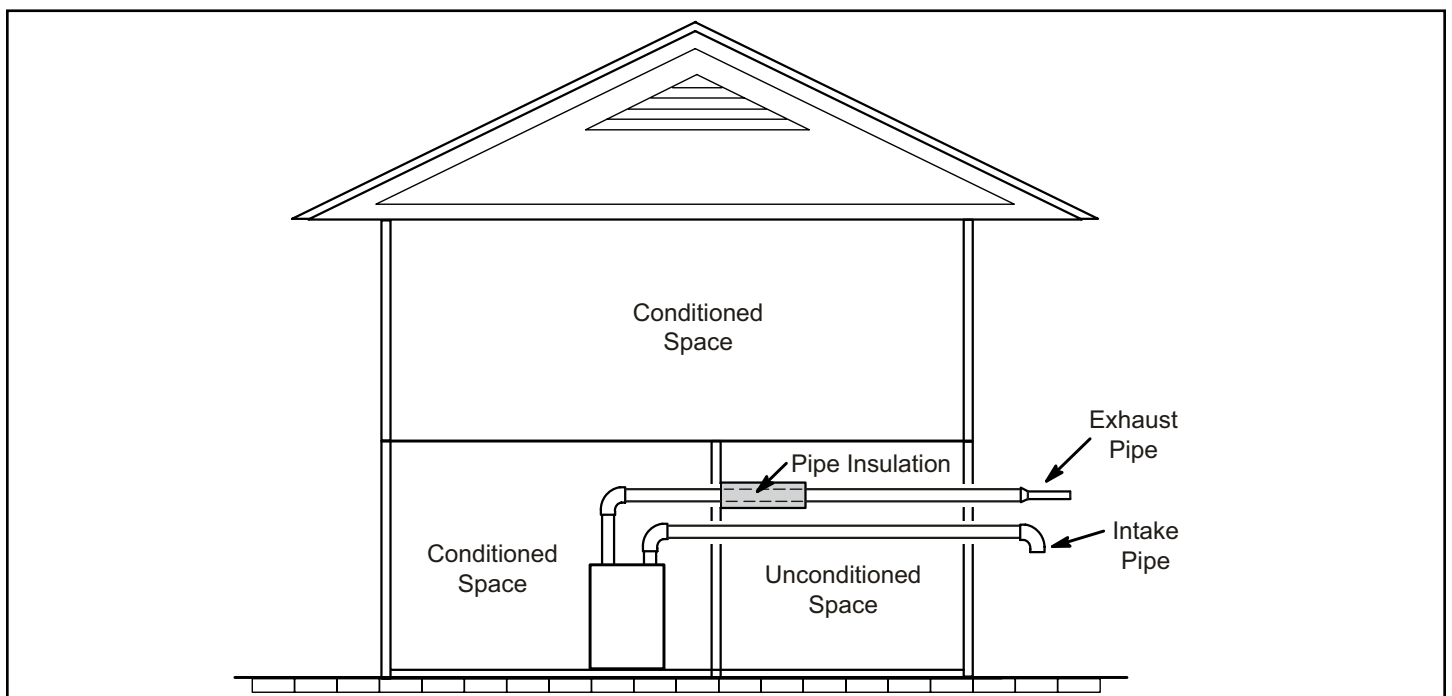 Conditioned
Space
Exhaust
Pipe
Pipe Insulation
Intake
Pipe
Conditioned
Space
Unconditioned
Space